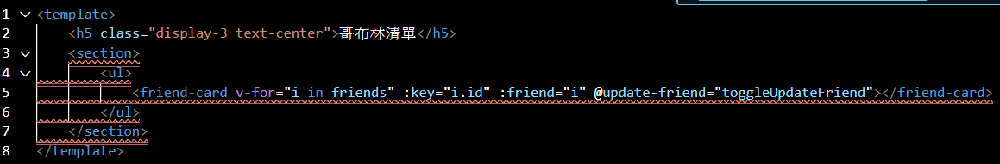 1 <template>
2 <h5 class="display-3 text-center">哥布林清單</h5>
3 <section>
4 <ul>
5 <friend-card v-for="i in friends" :key="i.id" :friend="i" @update-friend="toggleUpdateFriend"></friend-card>
6 </ul>
7 </section>
8 </template>